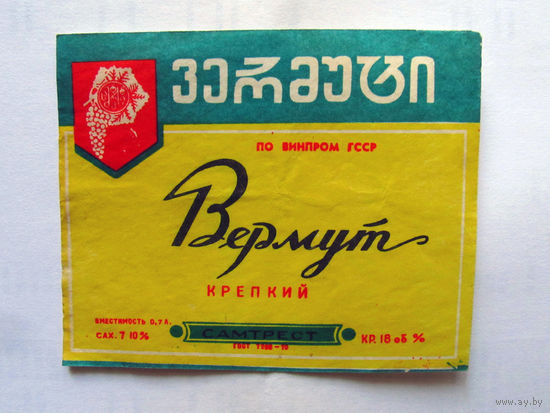 ვერმუტი
ПО ВИНПРОМ ГССР
Вермут
КРЕПКИЙ
ВМЕСТИМОСТЬ 0,7 Л.
САХ. 7 10%
САМТРЕСТ
КР. 18 об %
www.ay.by